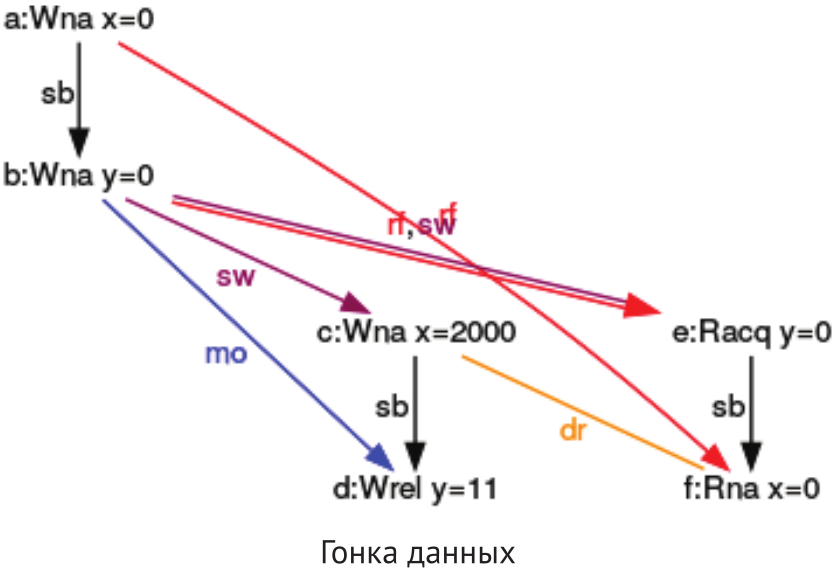 a:Wna x=0
sb
b:Wna y=0
rf,sw
rf
sw
mo
c:Wna x=2000
e:Racq y=0
sb
dr
sb
d:Wrel y=11
f:Rna x=0
Гонка данных